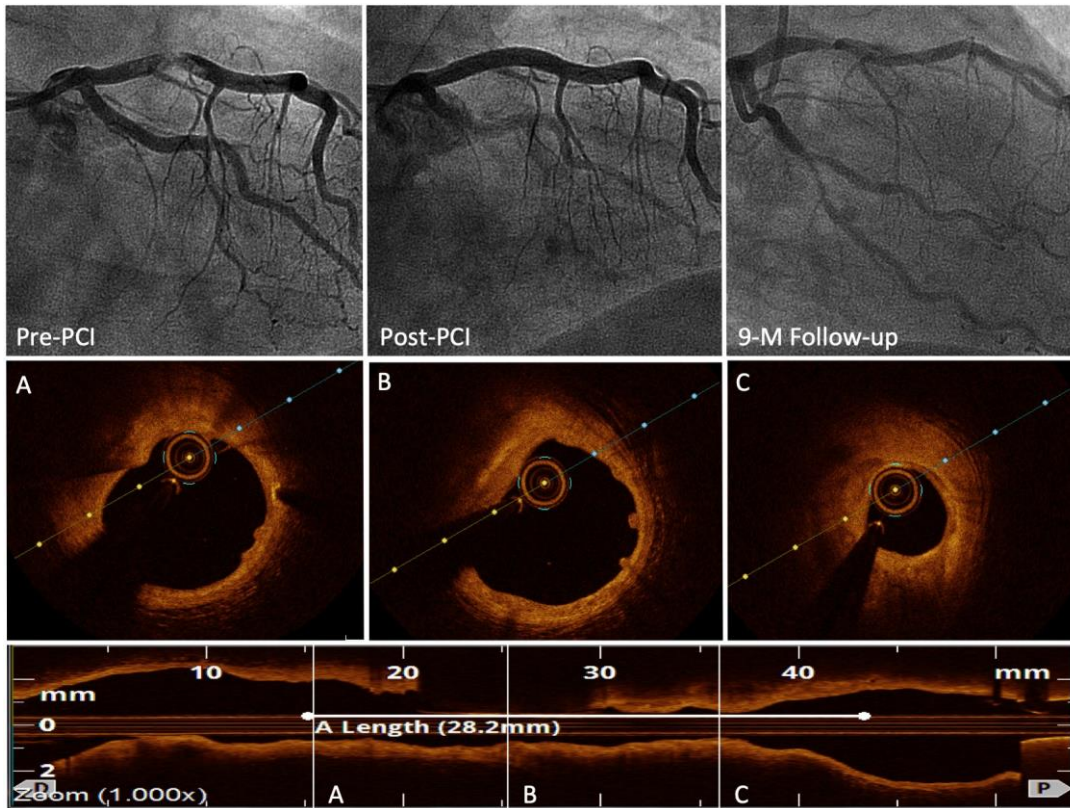 Pre-PCI
Post-PCI
9-M Follow-up
A
B
C
10 20 30 40 mm
mm
0
A Length (28.2mm)
2
D
P
Zoom (1.000x)
A
B
C